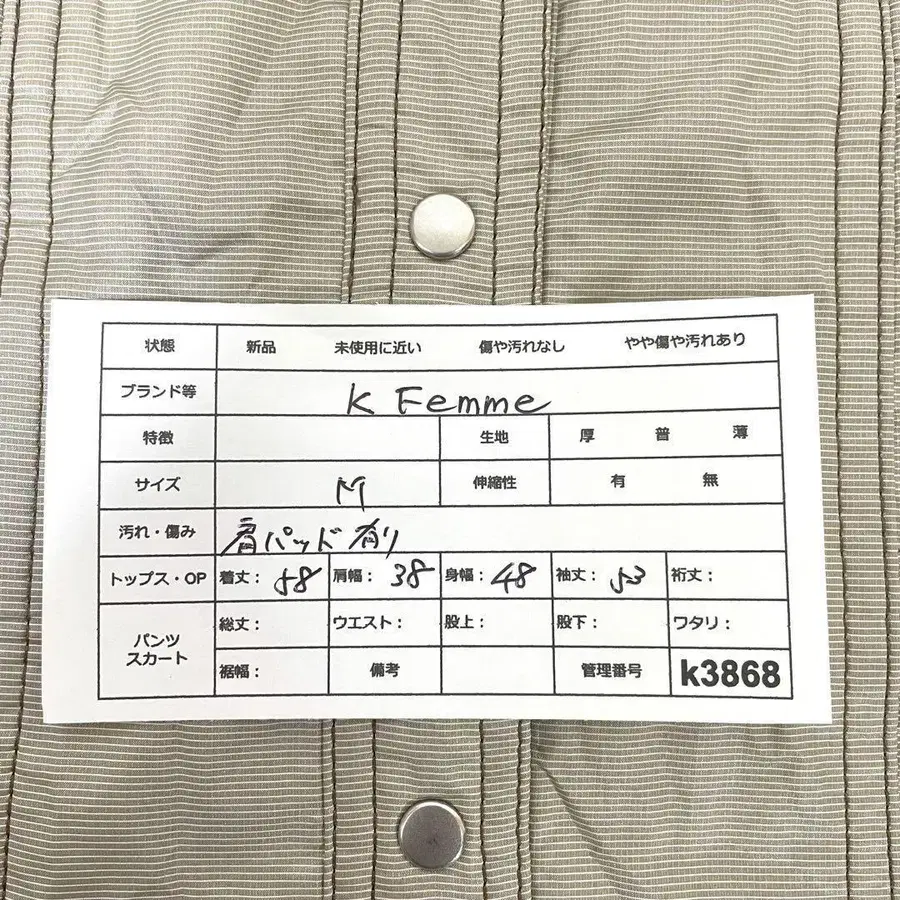 状態 新品 未使用に近い 傷や汚れなし やや傷や汚れあり
ブランド等 K Femme
特徴 生地 厚 普 薄
サイズ M 伸縮性 有 無
汚れ・傷み 肩パッド有り
トップス・OP 着丈： 58 肩幅： 38 身幅： 48 袖丈： 53 裄丈：
パンツ スカート 総丈： ウエスト： 股上： 股下： ワタリ：
裾幅： 備考 管理番号 k3868